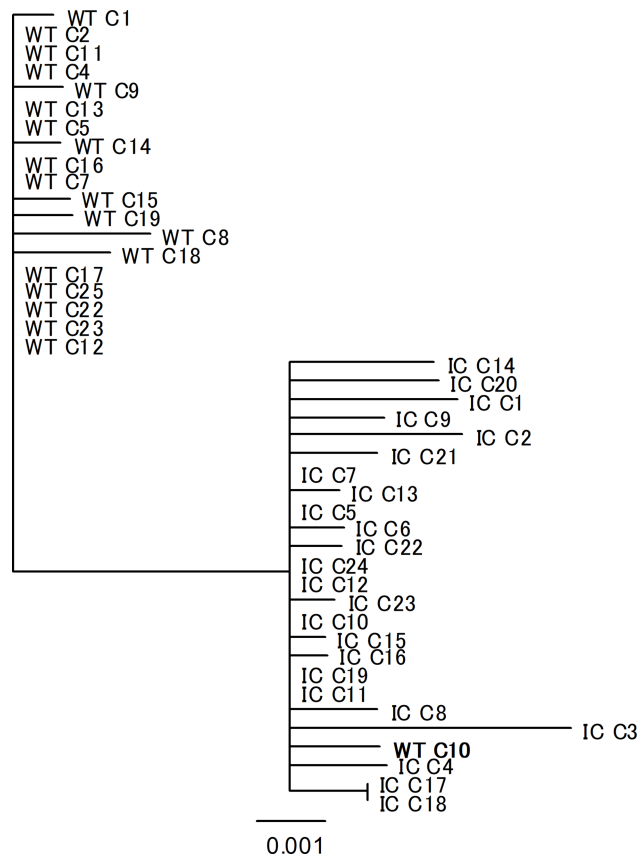 WT C1
WT C2
WT C11
WT C4
WT C9
WT C13
WT C5
WT C14
WT C16
WT C7
WT C15
WT C19
WT C8
WT C18
WT C17
WT C25
WT C22
WT C23
WT C12
IC C14
IC C20
IC C1
IC C9
IC C2
IC C21
IC C7
IC C13
IC C5
IC C6
IC C22
IC C24
IC C12
IC C23
IC C10
IC C15
IC C16
IC C19
IC C11
IC C8
IC C3
WT C10
IC C4
IC C17
IC C18
0.001